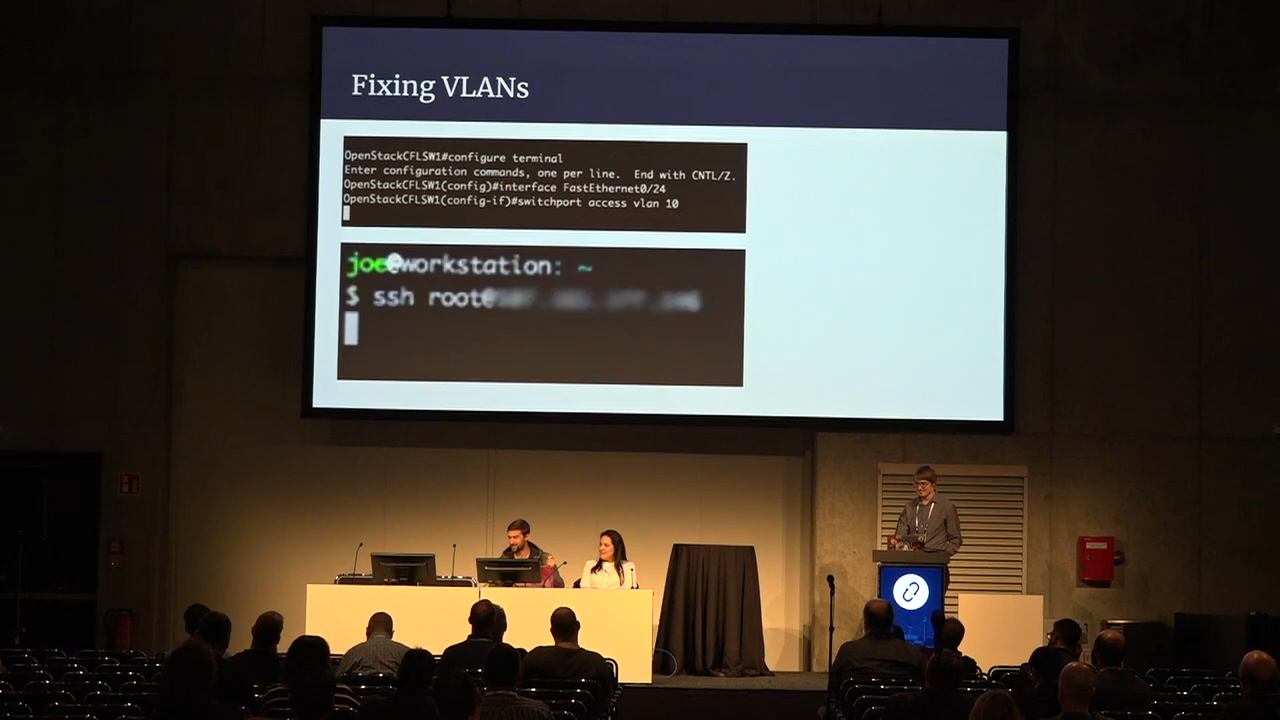 Fixing VLANs
OpenStackCFLSW1#configure terminal
Enter configuration commands, one per line.  End with CNTL/Z.
OpenStackCFLSW1(config)#interface FastEthernet0/24
OpenStackCFLSW1(config-if)#switchport access vlan 10
joe@workstation: ~
$ ssh root@